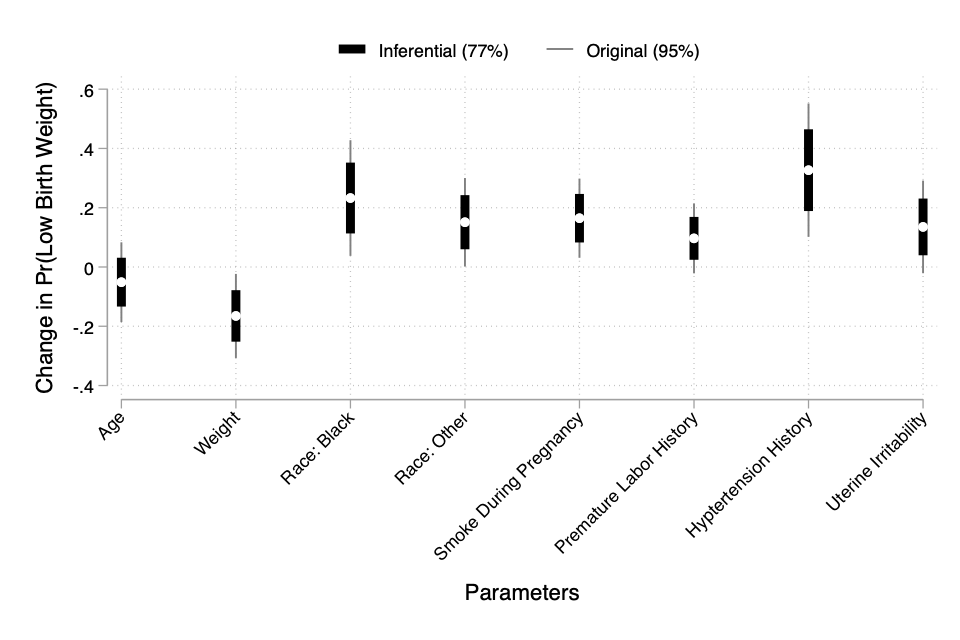 Inferential (77%) Original (95%)
Change in Pr(Low Birth Weight)
.6
.4
.2
0
-.2
-.4
Age
Weight
Race: Black
Race: Other
Smoke During Pregnancy
Premature Labor History
Hyptertension History
Uterine Irritability
Parameters